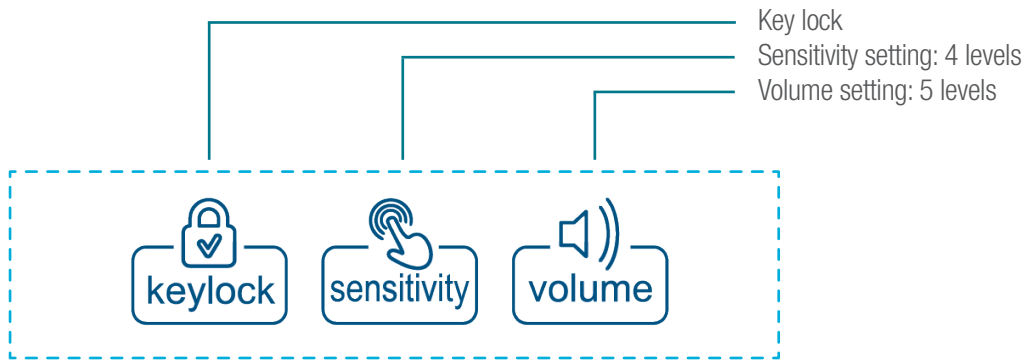 Key lock
Sensitivity setting: 4 levels
Volume setting: 5 levels
keylock
sensitivity
volume